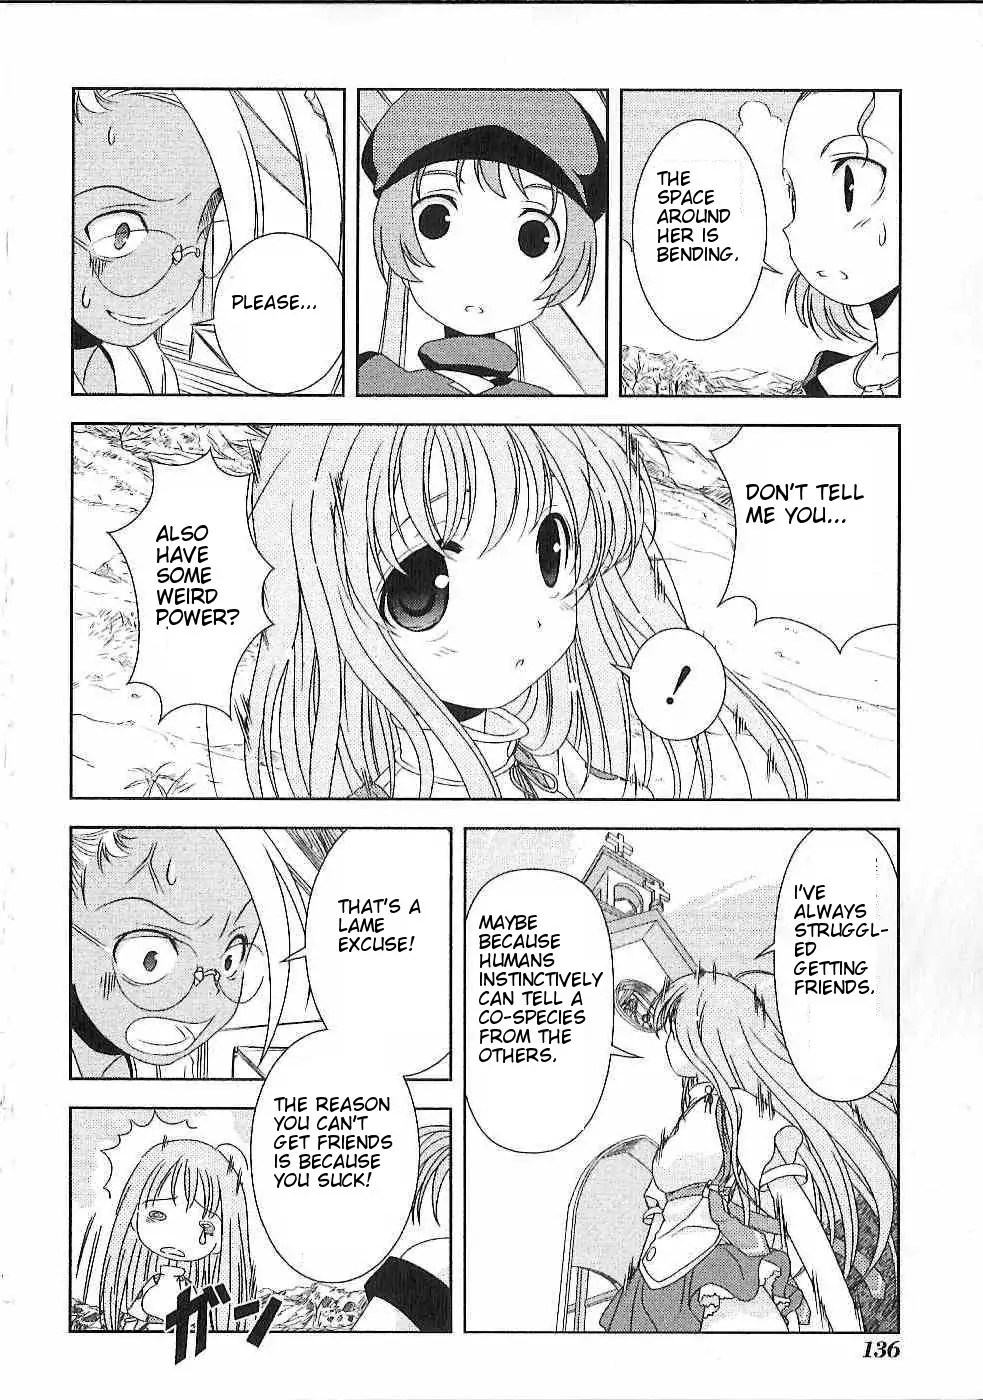 THE
SPACE
AROUND
HER IS
BENDING.
PLEASE...
DON'T TELL
ME YOU...
!
ALSO
HAVE
SOME
WEIRD
POWER?
I'VE
ALWAYS
STRUGGL-
ED
GETTING
FRIENDS.
MAYBE
BECAUSE
HUMANS
INSTINCTIVELY
CAN TELL A
CO-SPECIES
FROM THE
OTHERS.
THAT'S A
LAME
EXCUSE!
THE REASON
YOU CAN'T
GET FRIENDS
IS BECAUSE
YOU SUCK!
ガーン
136